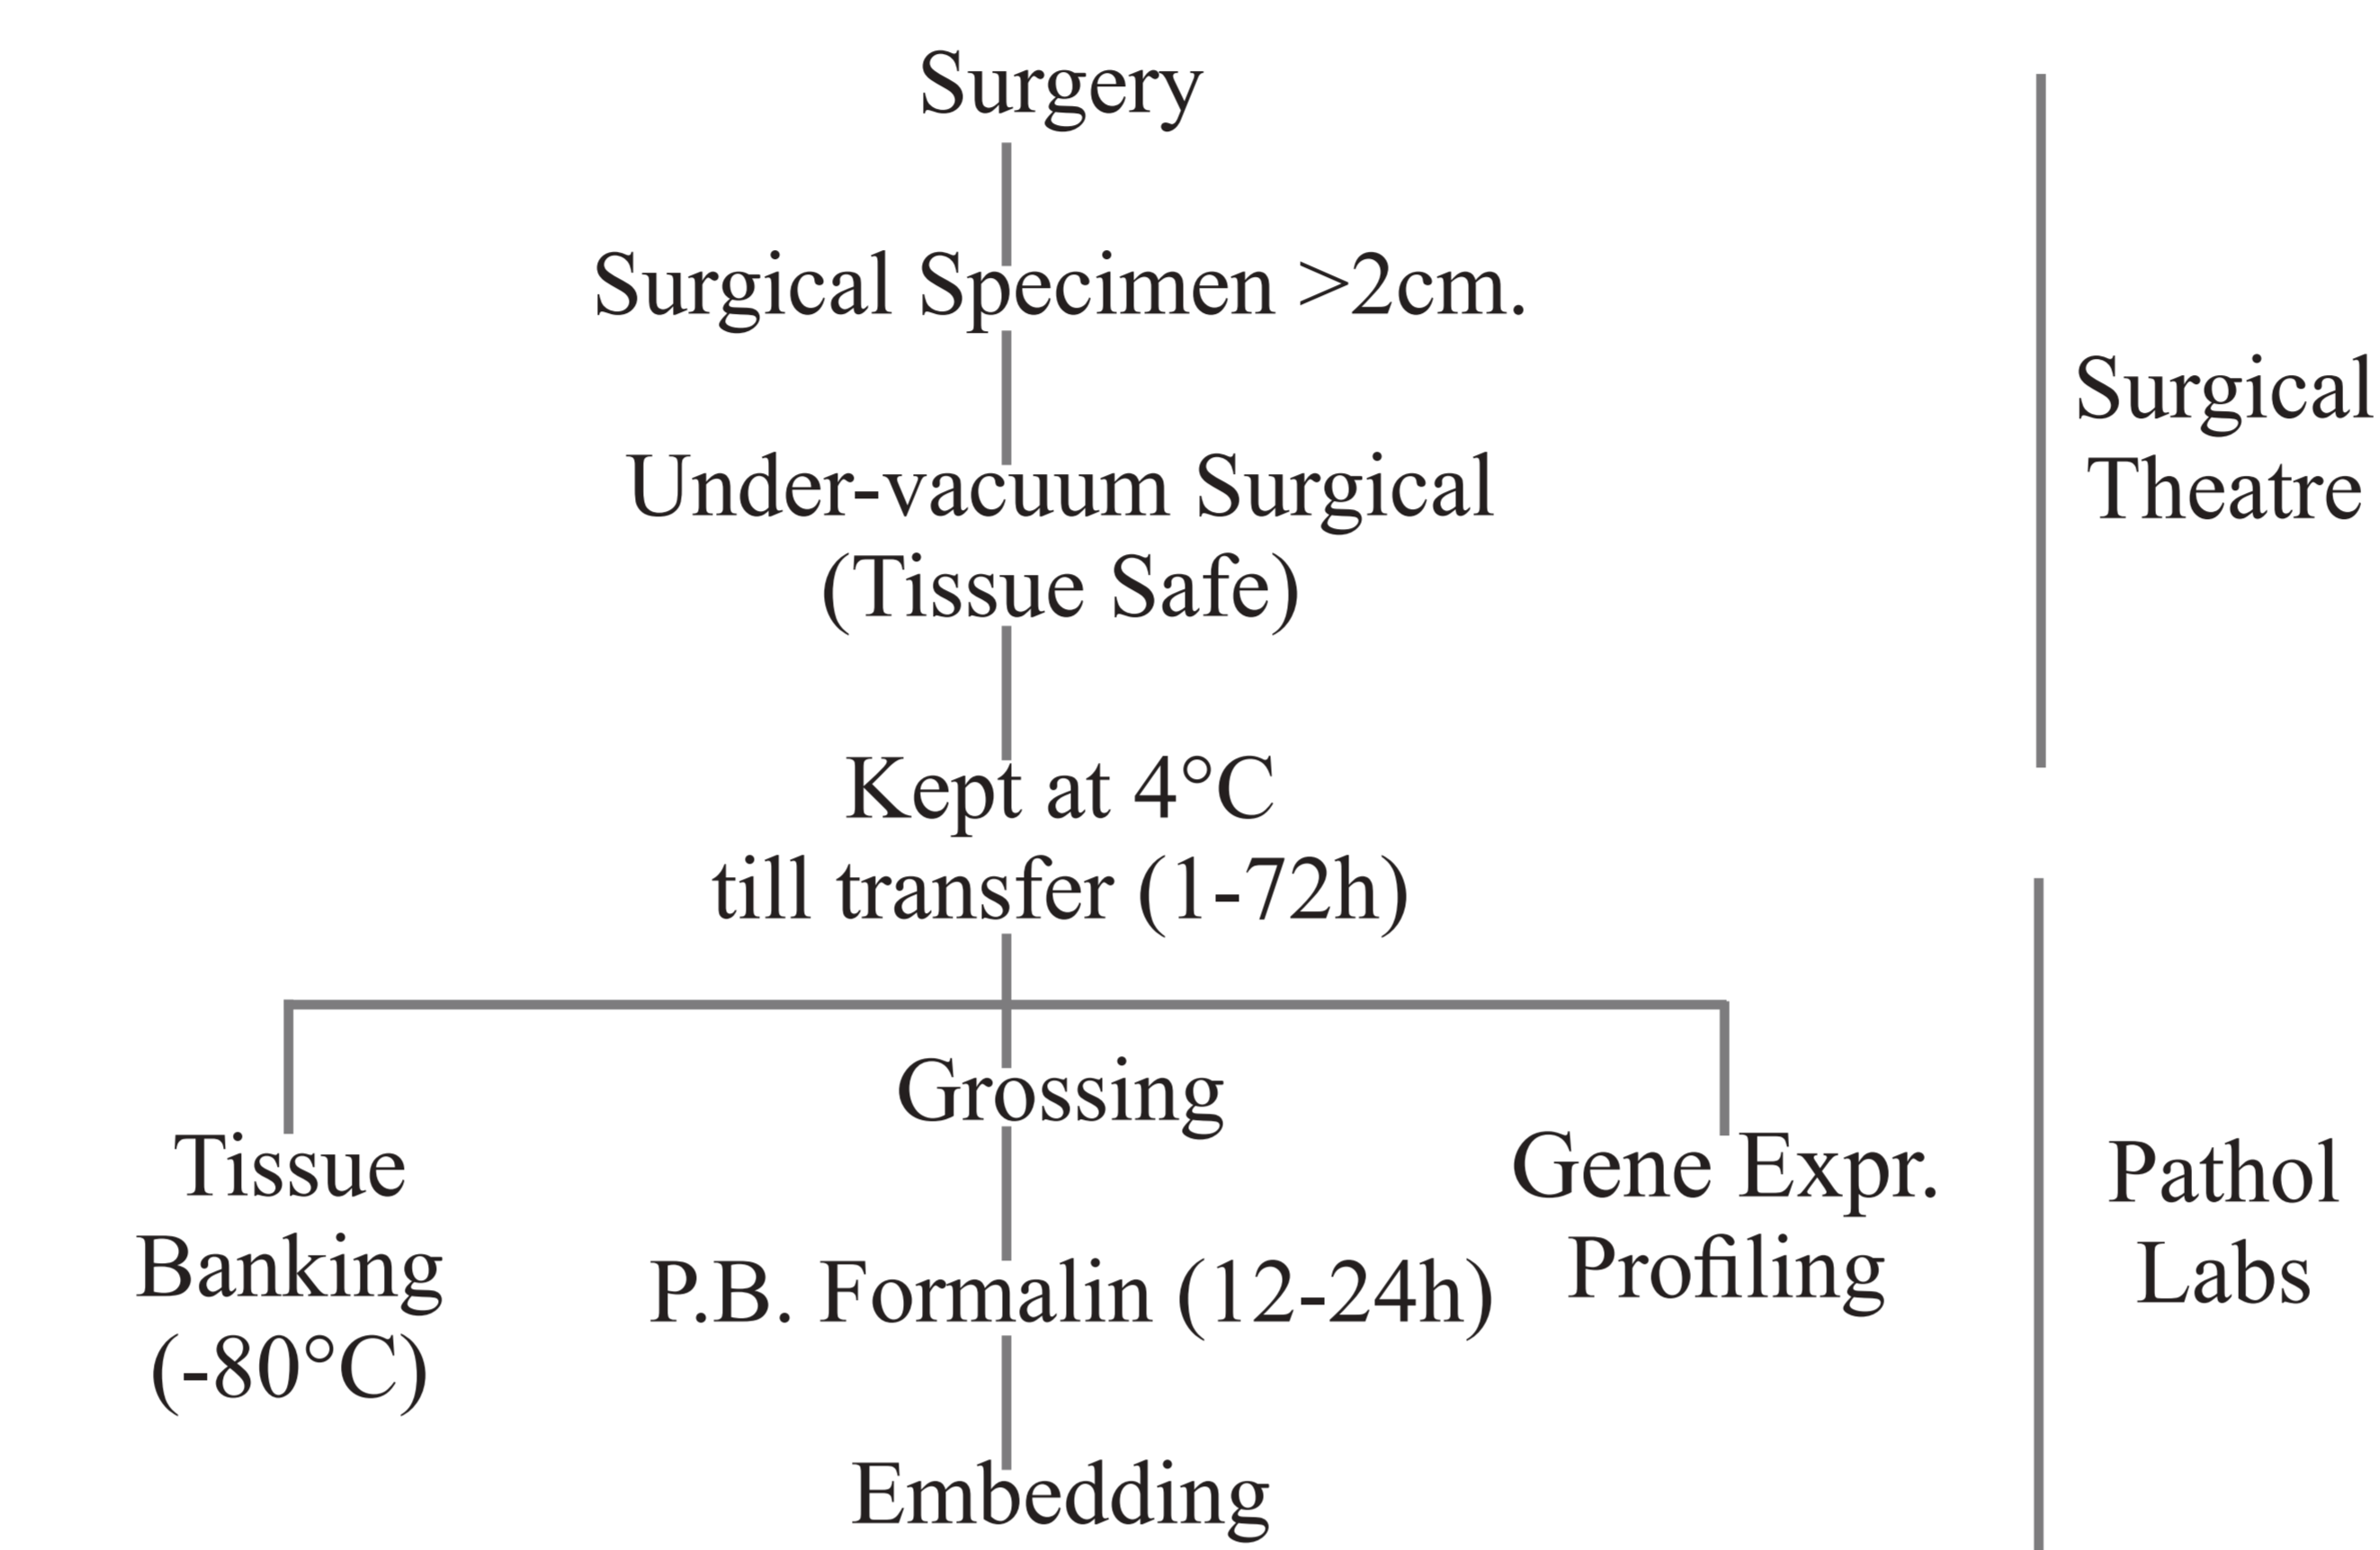 Surgery
Surgical Specimen >2cm.
Under-vacuum Surgical
(Tissue Safe)
Kept at 4°C
till transfer (1-72h)
Surgical
Theatre
Grossing
Tissue
Banking
(-80°C)
P.B. Formalin (12-24h)
Gene Expr.
Profiling
Embedding
Pathol
Labs